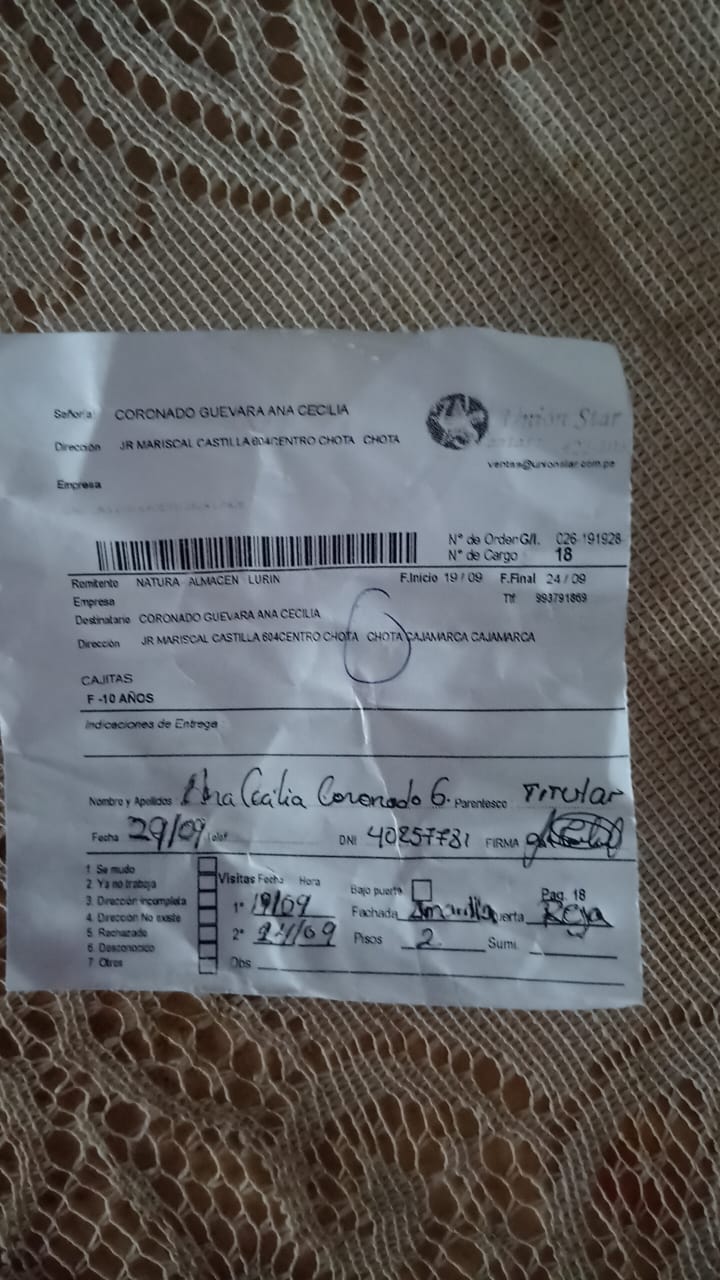 Señor/a: CORONADO GUEVARA ANA CECILIA
Dirección JR MARISCAL CASTILLA 604CENTRO CHOTA CHOTA
Union Star
ventas@unionstar.com.pe
Empresa
N° de Orden G/I. 026-191928
N° de Cargo 18
Remitente NATURA - ALMACEN LURIN F.Inicio 19 / 09 F.Final 24 / 09
Empresa Tlf 993791869
Destinatario CORONADO GUEVARA ANA CECILIA
Dirección JR MARISCAL CASTILLA 604CENTRO CHOTA CHOTA CAJAMARCA CAJAMARCA
CAJITAS
F -10 AÑOS
Indicaciones de Entrega
Nombre y Apellidos Ana Cecilia Coronado G. Parentesco Titular
Fecha 29/09 Telef DNI 40257781 FIRMA
1 Se mudo
2. Ya no trabaja
3. Dirección incompleta
4. Dirección No existe
5. Rechazado
6. Desconocido
7 Otros
Visitas Fecha Hora
1° 19/09
2° 24/09
Obs
Bajo puerta Pag. 18
Fachada Amarilla Puerta Reja
Pisos 2 Sumi.